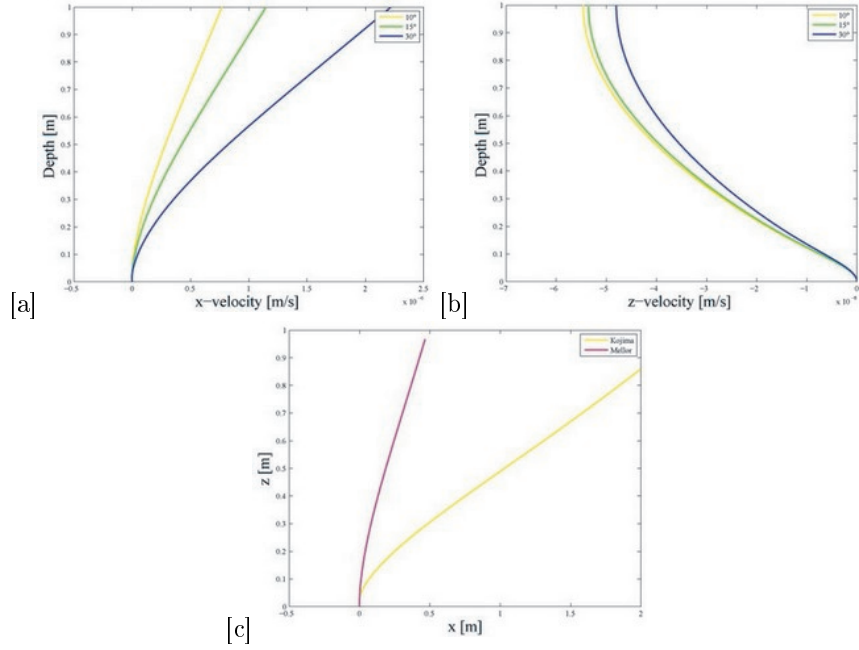 1
0.9
0.8
0.7
0.6
0.5
0.4
0.3
0.2
0.1
0
Depth [m]
10°
15°
30°
-0.5 0 0.5 1 1.5 2 2.5
x-velocity [m/s]
[a]
1
0.9
0.8
0.7
0.6
0.5
0.4
0.3
0.2
0.1
0
Depth [m]
10°
15°
30°
-7 -6 -5 -4 -3 -2 -1 0
z-velocity [m/s]
[b]
1
0.9
0.8
0.7
0.6
0.5
0.4
0.3
0.2
0.1
0
z [m]
Kojima
Mellor
-0.5 0 0.5 1 1.5 2
x [m]
[c]